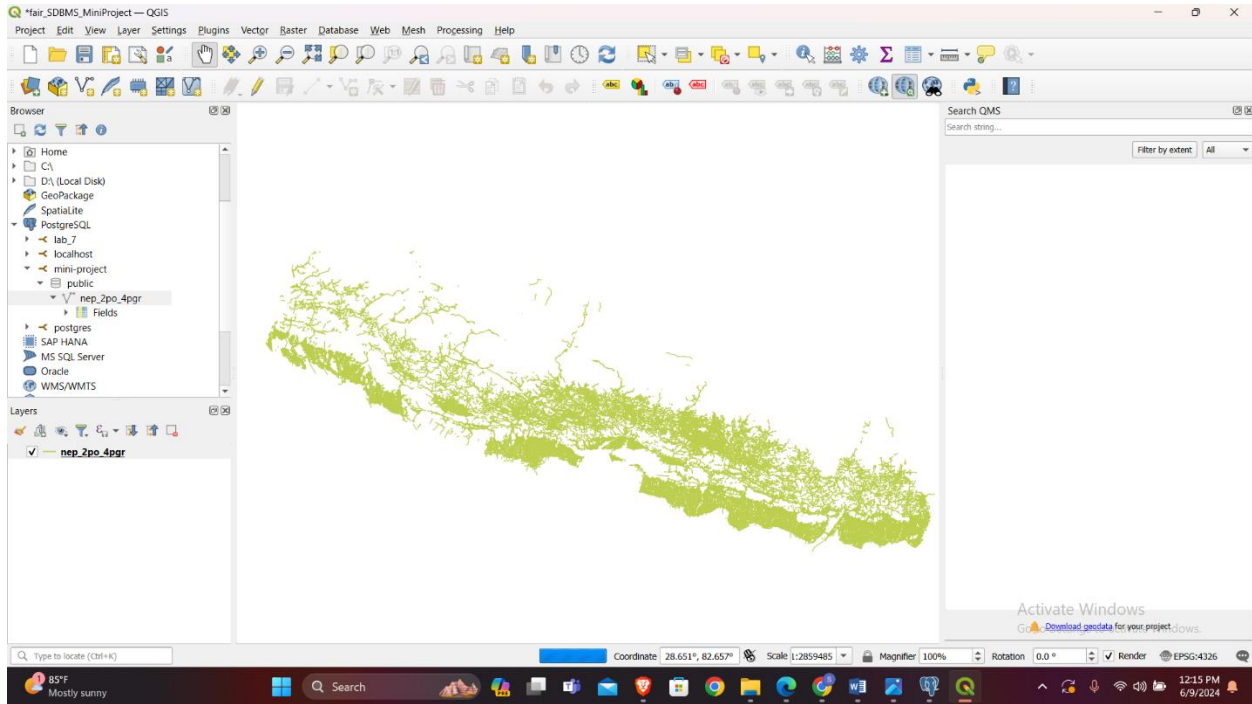 *fair_SDBMS_MiniProject — QGIS
Project Edit View Layer Settings Plugins Vector Raster Database Web Mesh Processing Help
Browser
Home
C:\
D:\ (Local Disk)
GeoPackage
SpatiaLite
PostgreSQL
lab_7
localhost
mini-project
public
nep_2po_4pgr
Fields
postgres
SAP HANA
MS SQL Server
Oracle
WMS/WMTS
Layers
nep_2po_4pgr
Search QMS
Search string...
Filter by extent All
Activate Windows
Download geodata for your project
Type to locate (Ctrl+K) Coordinate 28.651°, 82.657° Scale 1:2859485 Magnifier 100% Rotation 0.0 ° Render EPSG:4326
85°F
Mostly sunny
Search
12:15 PM
6/9/2024